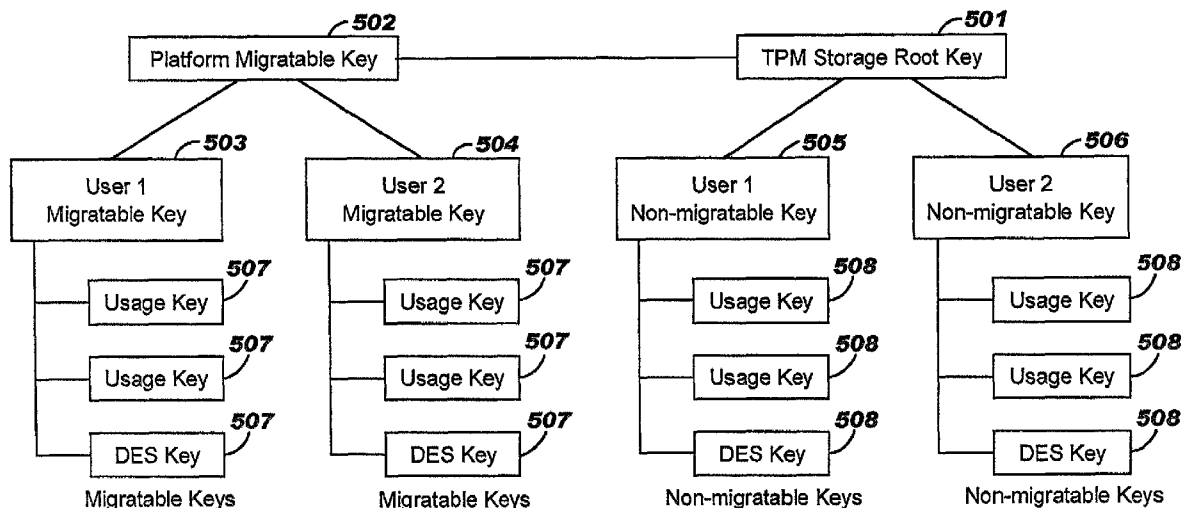 502
501
Platform Migratable Key
TPM Storage Root Key
503
504
505
506
User 1
Migratable Key
User 2
Migratable Key
User 1
Non-migratable Key
User 2
Non-migratable Key
507
507
508
508
Usage Key
Usage Key
Usage Key
Usage Key
507
507
508
508
Usage Key
Usage Key
Usage Key
Usage Key
507
507
508
508
DES Key
DES Key
DES Key
DES Key
Migratable Keys
Migratable Keys
Non-migratable Keys
Non-migratable Keys